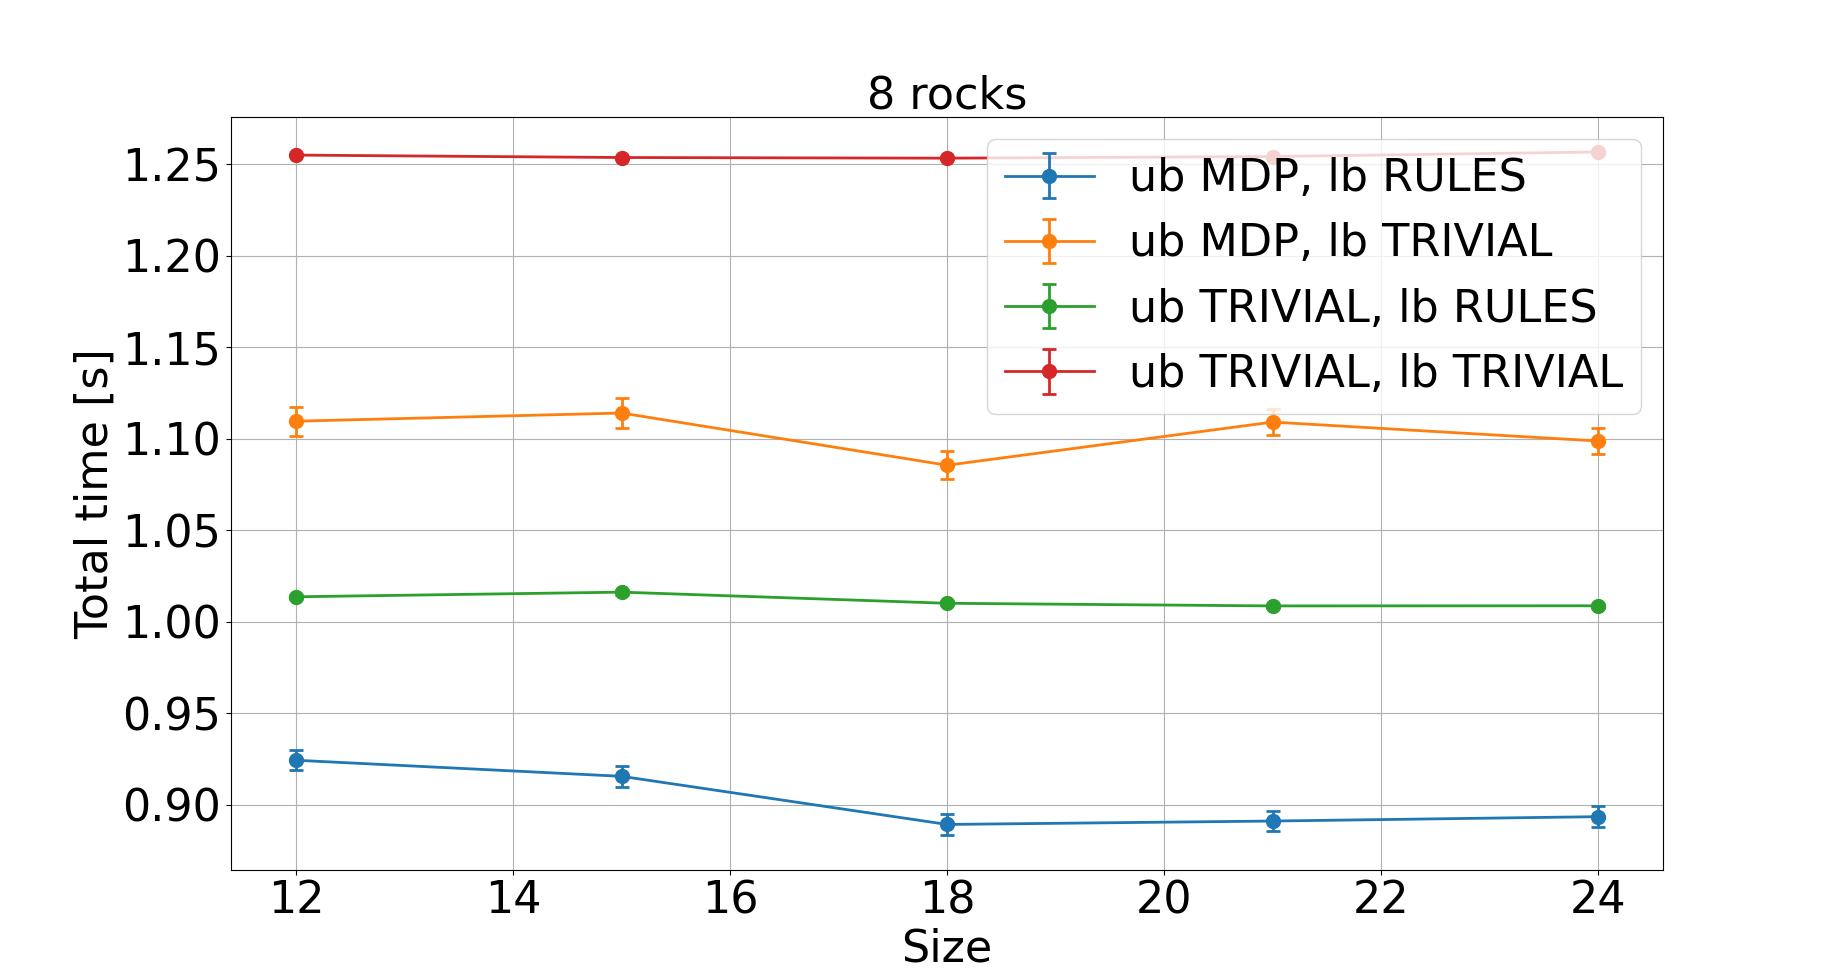 8 rocks
1.25
1.20
1.15
1.10
1.05
1.00
0.95
0.90
Total time [s]
ub MDP, lb RULES
ub MDP, lb TRIVIAL
ub TRIVIAL, lb RULES
ub TRIVIAL, lb TRIVIAL
12 14 16 18 20 22 24
Size